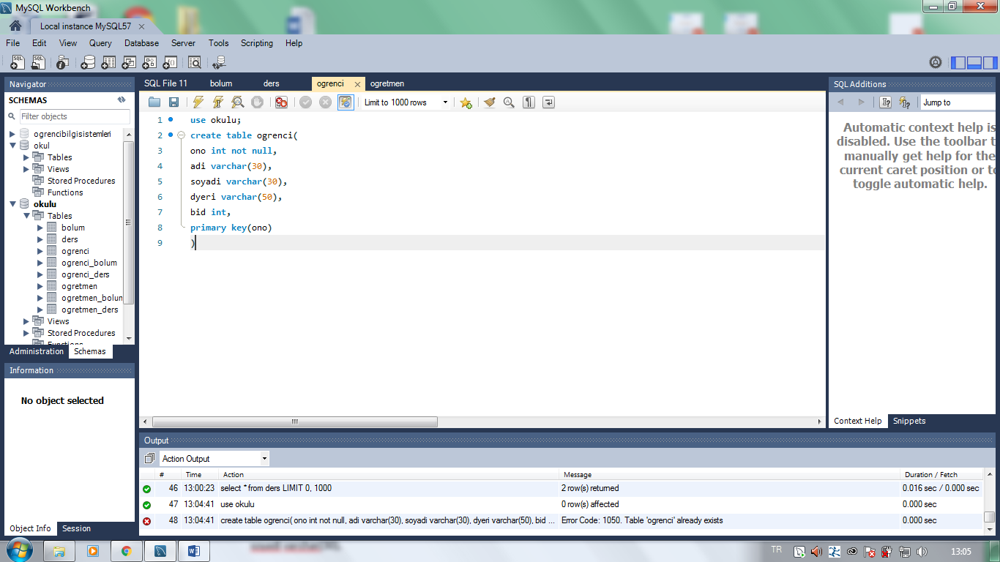 MySQL Workbench
Local instance MySQL57
File Edit View Query Database Server Tools Scripting Help
Navigator
SCHEMAS
Filter objects
ogrencibilgisistemleri
okul
Tables
Views
Stored Procedures
Functions
okulu
Tables
bolum
ders
ogrenci
ogrenci_bolum
ogrenci_ders
ogretmen
ogretmen_bolun
ogretmen_ders
Views
Stored Procedures
Functions
Administration Schemas
Information
No object selected
Object Info Session
SQL File 11 bolum ders ogrenci ogretmen
Limit to 1000 rows
1 use okulu;
2 create table ogrenci(
3 ono int not null,
4 adi varchar(30),
5 soyadi varchar(30),
6 dyeri varchar(50),
7 bid int,
8 primary key(ono)
9 )
SQL Additions
Jump to
Automatic context help is
disabled. Use the toolbar t
manually get help for the
current caret position or to
toggle automatic help.
Context Help Snippets
Output
Action Output
# Time Action Message Duration / Fetch
46 13:00:23 select * from ders LIMIT 0, 1000 2 row(s) returned 0.016 sec / 0.000 sec
47 13:04:41 use okulu 0 row(s) affected 0.000 sec
48 13:04:41 create table ogrenci( ono int not null, adi varchar(30), soyadi varchar(30), dyeri varchar(50), bid ... Error Code: 1050. Table 'ogrenci' already exists 0.000 sec
TR 13:05